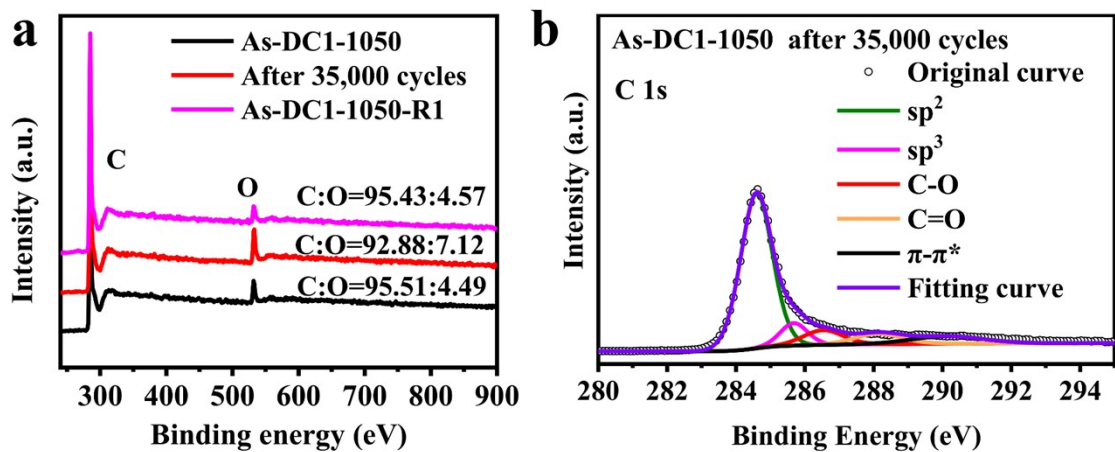 a
As-DC1-1050
After 35,000 cycles
As-DC1-1050-R1
C
O
C:O=95.43:4.57
C:O=92.88:7.12
C:O=95.51:4.49
Intensity (a.u.)
300 400 500 600 700 800 900
Binding energy (eV)
b
As-DC1-1050 after 35,000 cycles
C 1s
Original curve
sp²
sp³
C-O
C=O
π-π*
Fitting curve
Intensity (a.u.)
280 282 284 286 288 290 292 294
Binding Energy (eV)